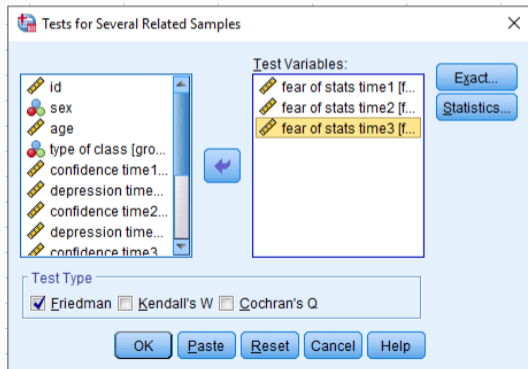 Tests for Several Related Samples
Test Variables:
id
sex
age
type of class [gro...
confidence time1...
depression time...
confidence time2...
depression time...
confidence time3
fear of stats time1 [f...
fear of stats time2 [f...
fear of stats time3 [f...
Exact...
Statistics...
Test Type
Friedman Kendall's W Cochran's Q
OK Paste Reset Cancel Help